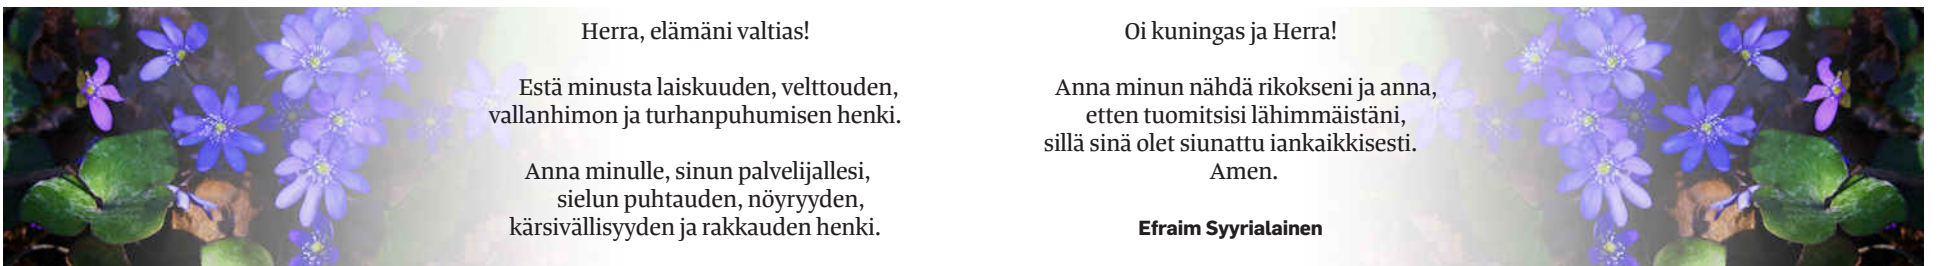 Herra, elämäni valtias!
Estä minusta laiskuuden, velttouden,
vallanhimon ja turhanpuhumisen henki.
Anna minulle, sinun palvelijallesi,
sielun puhtauden, nöyryyden,
kärsivällisyyden ja rakkauden henki.
Oi kuningas ja Herra!
Anna minun nähdä rikokseni ja anna,
etten tuomitsisi lähimmäistäni,
sillä sinä olet siunattu iankaikkisesti.
Amen.
Efraim Syyrialainen